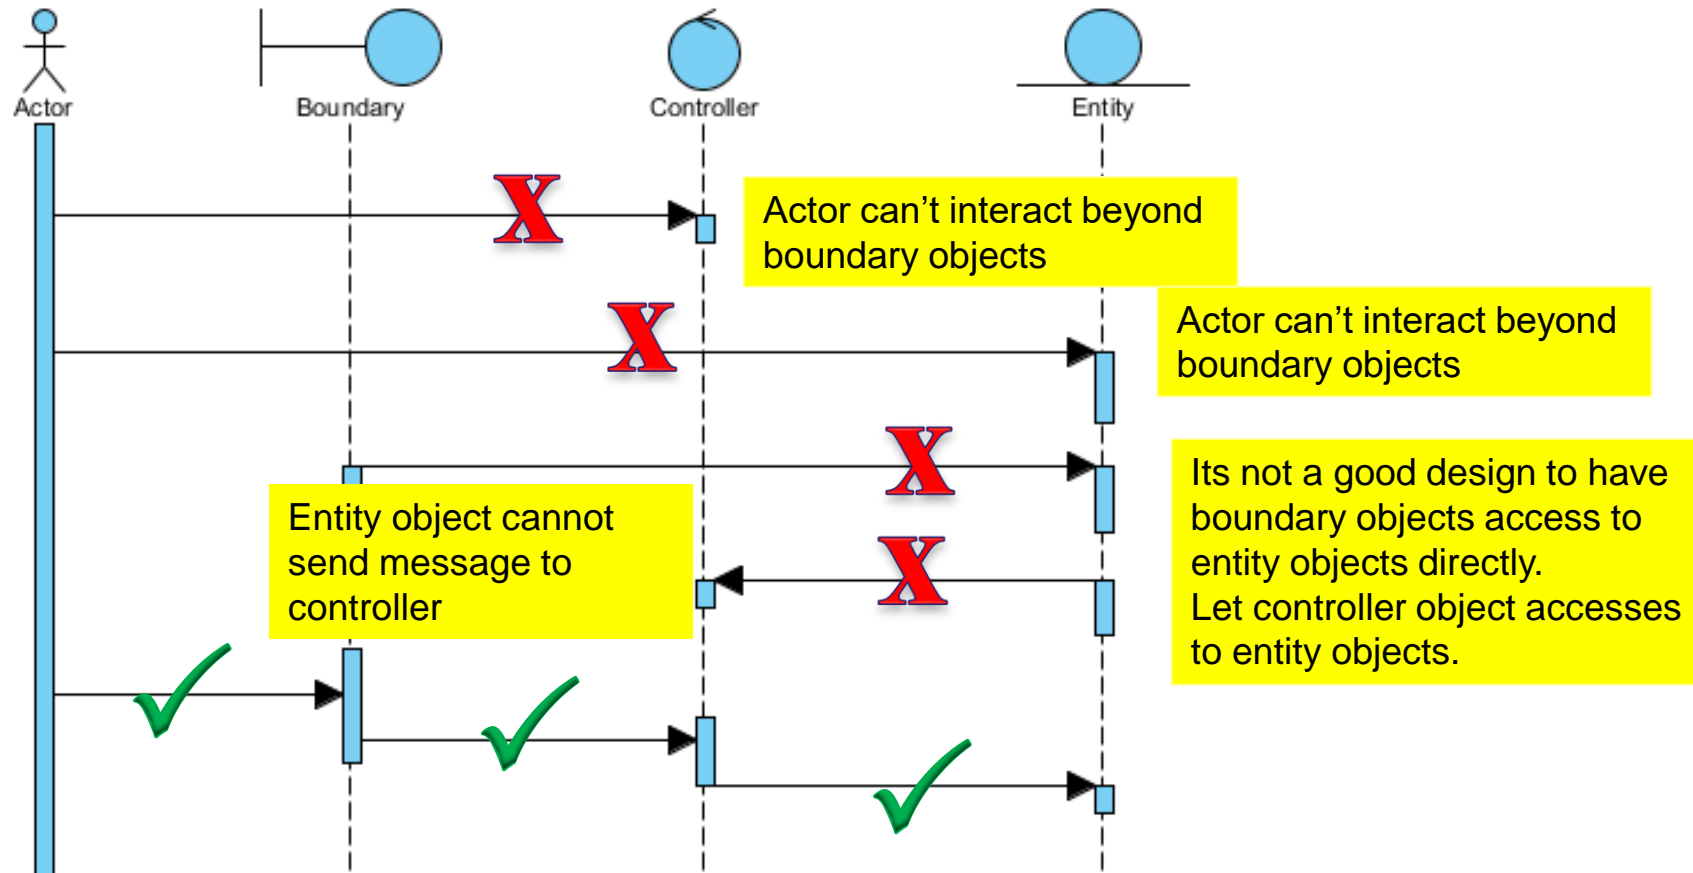 Actor
Boundary
Controller
Entity
X
Actor can’t interact beyond
boundary objects
X
Actor can’t interact beyond
boundary objects
X
Its not a good design to have
boundary objects access to
entity objects directly.
Let controller object accesses
to entity objects.
Entity object cannot
send message to
controller
X